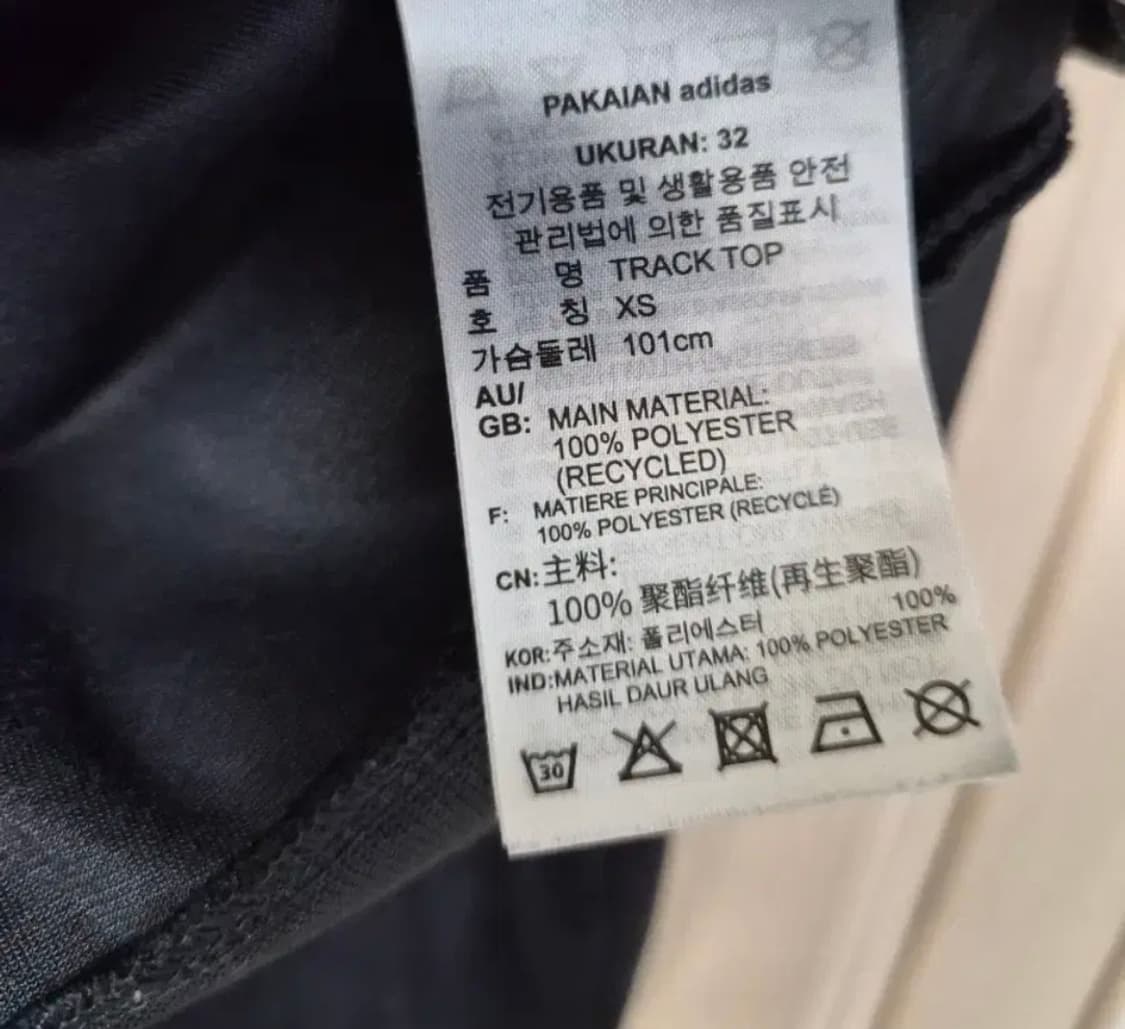 PAKAIAN adidas
UKURAN: 32
전기용품 및 생활용품 안전
관리법에 의한 품질표시
품 명 TRACK TOP
호 칭 XS
가슴둘레 101cm
AU/
GB: MAIN MATERIAL:
100% POLYESTER
(RECYCLED)
F: MATIERE PRINCIPALE:
100% POLYESTER (RECYCLÉ)
CN:主料:
100% 聚酯纤维(再生聚酯)
100%
KOR:주소재: 폴리에스터
IND:MATERIAL UTAMA: 100% POLYESTER
HASIL DAUR ULANG
30